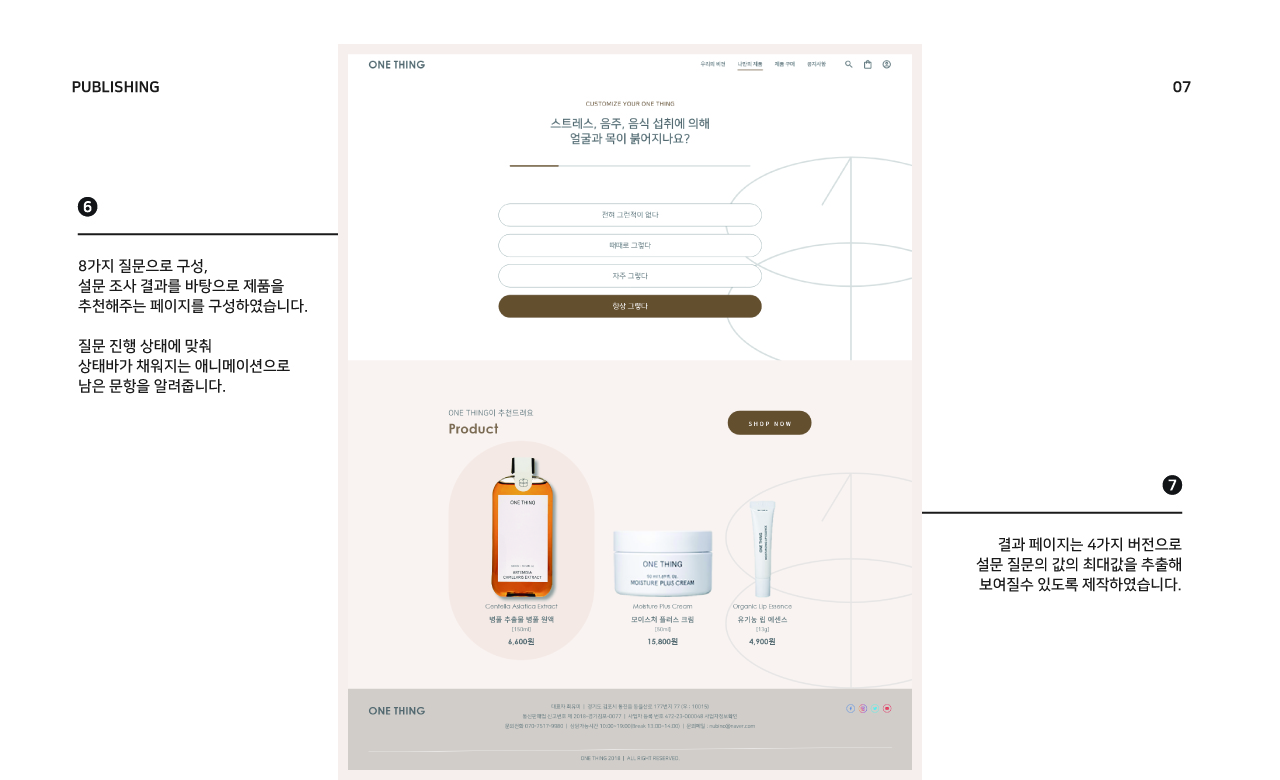 PUBLISHING
07
❻
8가지 질문으로 구성,
설문 조사 결과를 바탕으로 제품을
추천해주는 페이지를 구성하였습니다.
질문 진행 상태에 맞춰
상태바가 채워지는 애니메이션으로
남은 문항을 알려줍니다.
ONE THING
우리의 비전 나만의 제품 제품 구매 공지사항
CUSTOMIZE YOUR ONE THING
스트레스, 음주, 음식 섭취에 의해
얼굴과 목이 붉어지나요?
전혀 그런적이 없다
때때로 그렇다
자주 그렇다
항상 그렇다
ONE THING이 추천드려요
Product
SHOP NOW
ONE THING
ARTEMISIA
CAPILLARIS EXTRACT
ONE THING
MOISTURE PLUS CREAM
Centella Asiatica Extract
병풀 추출물 병풀 원액
[150ml]
6,600원
Moisture Plus Cream
모이스처 플러스 크림
[50ml]
15,800원
Organic Lip Essence
유기농 립 에센스
[13g]
4,900원
❼
결과 페이지는 4가지 버전으로
설문 질문의 값의 최대값을 추출해
보여질수 있도록 제작하였습니다.
ONE THING
ONE THING 2018 | ALL RIGHT RESERVED.